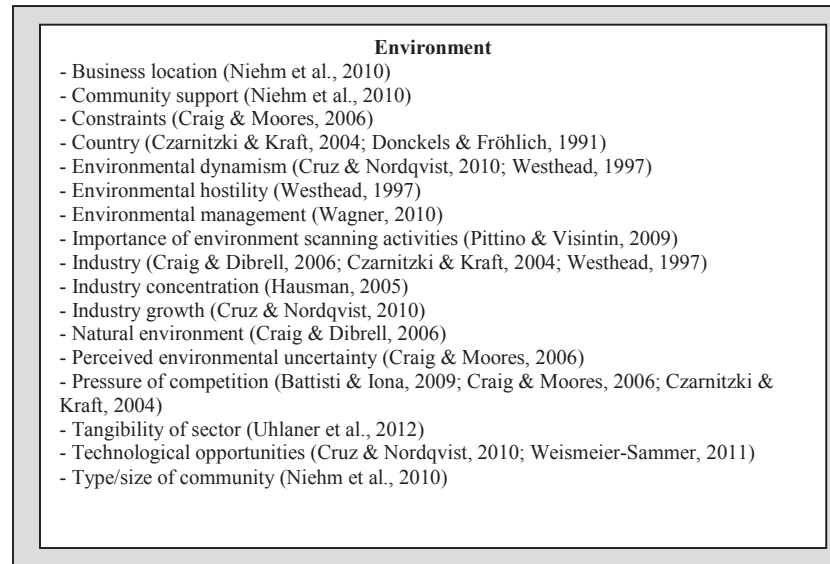 Environment
- Business location (Niehm et al., 2010)
- Community support (Niehm et al., 2010)
- Constraints (Craig & Moores, 2006)
- Country (Czarnitzki & Kraft, 2004; Donckels & Fröhlich, 1991)
- Environmental dynamism (Cruz & Nordqvist, 2010; Westhead, 1997)
- Environmental hostility (Westhead, 1997)
- Environmental management (Wagner, 2010)
- Importance of environment scanning activities (Pittino & Visintin, 2009)
- Industry (Craig & Dibrell, 2006; Czarnitzki & Kraft, 2004; Westhead, 1997)
- Industry concentration (Hausman, 2005)
- Industry growth (Cruz & Nordqvist, 2010)
- Natural environment (Craig & Dibrell, 2006)
- Perceived environmental uncertainty (Craig & Moores, 2006)
- Pressure of competition (Battisti & Iona, 2009; Craig & Moores, 2006; Czarnitzki &
Kraft, 2004)
- Tangibility of sector (Uhlaner et al., 2012)
- Technological opportunities (Cruz & Nordqvist, 2010; Weismeier-Sammer, 2011)
- Type/size of community (Niehm et al., 2010)